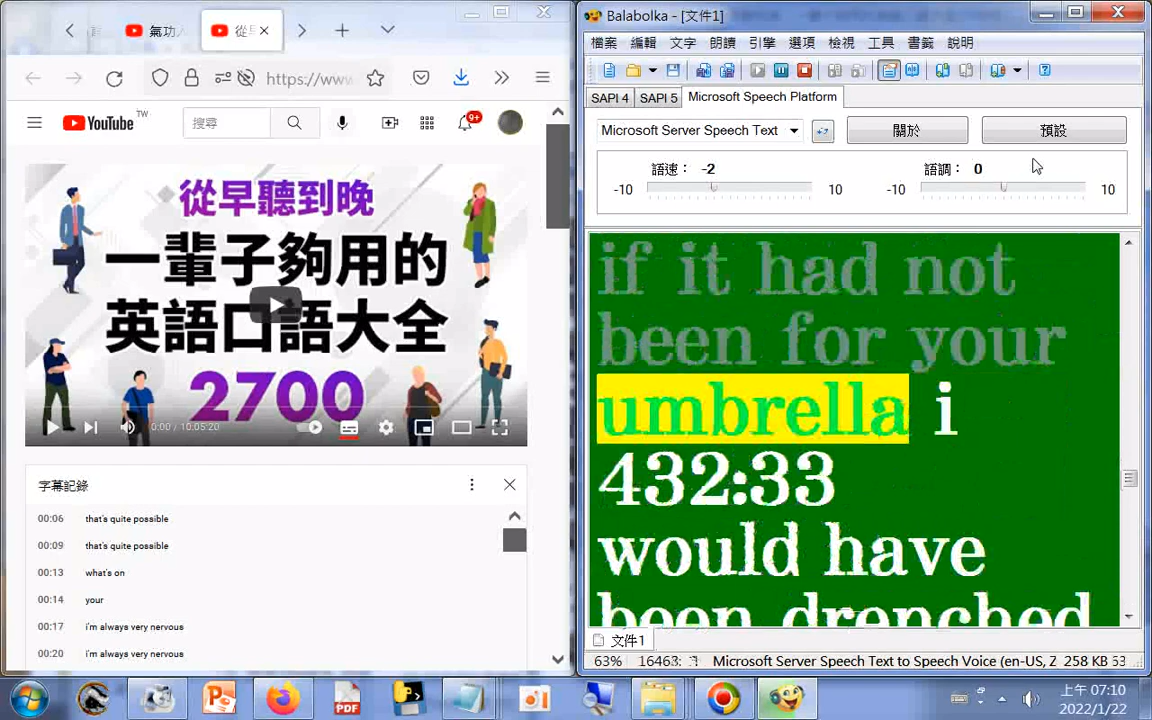 氣功
從
https://www
YouTube TW
搜尋
9+
從早聽到晚
一輩子夠用的
英語口語大全
2700
0:00 / 10:05:20
字幕記錄
00:06 that's quite possible
00:09 that's quite possible
00:13 what's on
00:14 your
00:17 i'm always very nervous
00:20 i'm always very nervous
Balabolka - [文件1]
檔案 編輯 文字 朗讀 引擎 選項 檢視 工具 書籤 說明
SAPI 4 SAPI 5 Microsoft Speech Platform
Microsoft Server Speech Text 關於 預設
語速： -2 語調： 0
-10 10 -10 10
if it had not
been for your
umbrella i
432:33
would have
been drenched
文件1
63% Microsoft Server Speech Text to Speech Voice (en-US, Z 258 KB 53
PDF
上午 07:10
2022/1/22